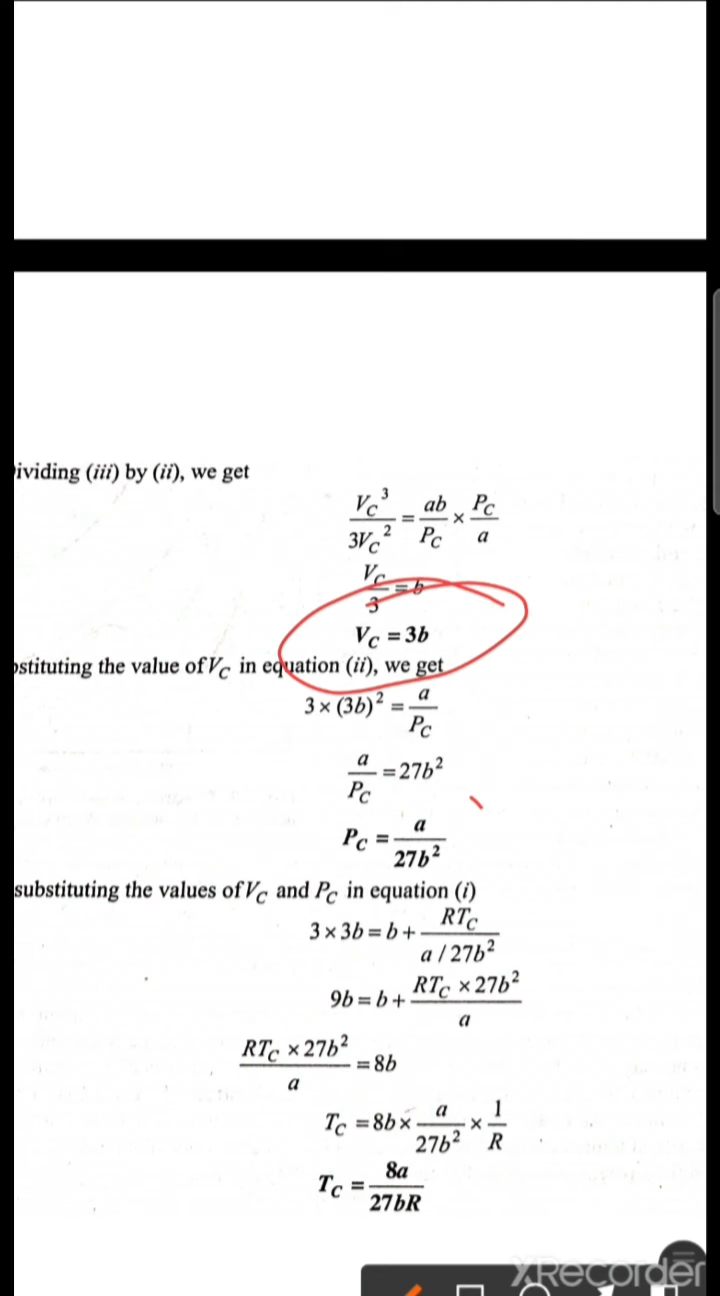 ividing (iii) by (ii), we get
V_C^3 / 3V_C^2 = ab / P_C × P_C / a
V_C / 3 = b
V_C = 3b
stituting the value of V_C in equation (ii), we get
3 × (3b)^2 = a / P_C
a / P_C = 27b^2
P_C = a / 27b^2
substituting the values of V_C and P_C in equation (i)
3 × 3b = b + RT_C / a / 27b^2
9b = b + RT_C × 27b^2 / a
RT_C × 27b^2 / a = 8b
T_C = 8b × a / 27b^2 × 1 / R
T_C = 8a / 27bR
XRecorder